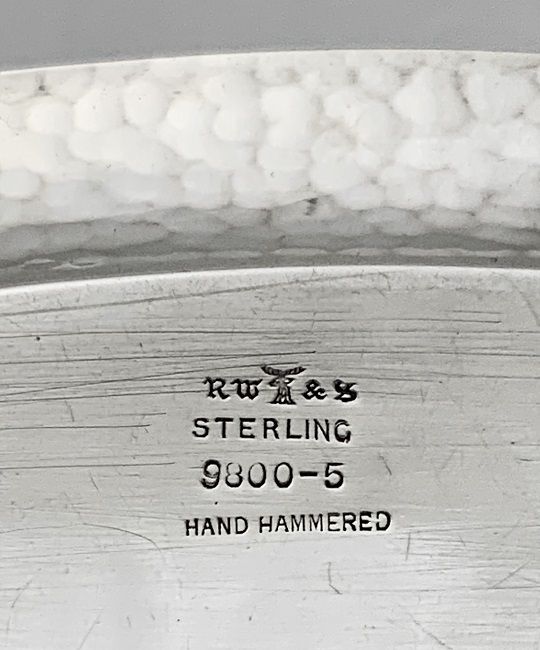 RW & S
STERLING
9800-5
HAND HAMMERED